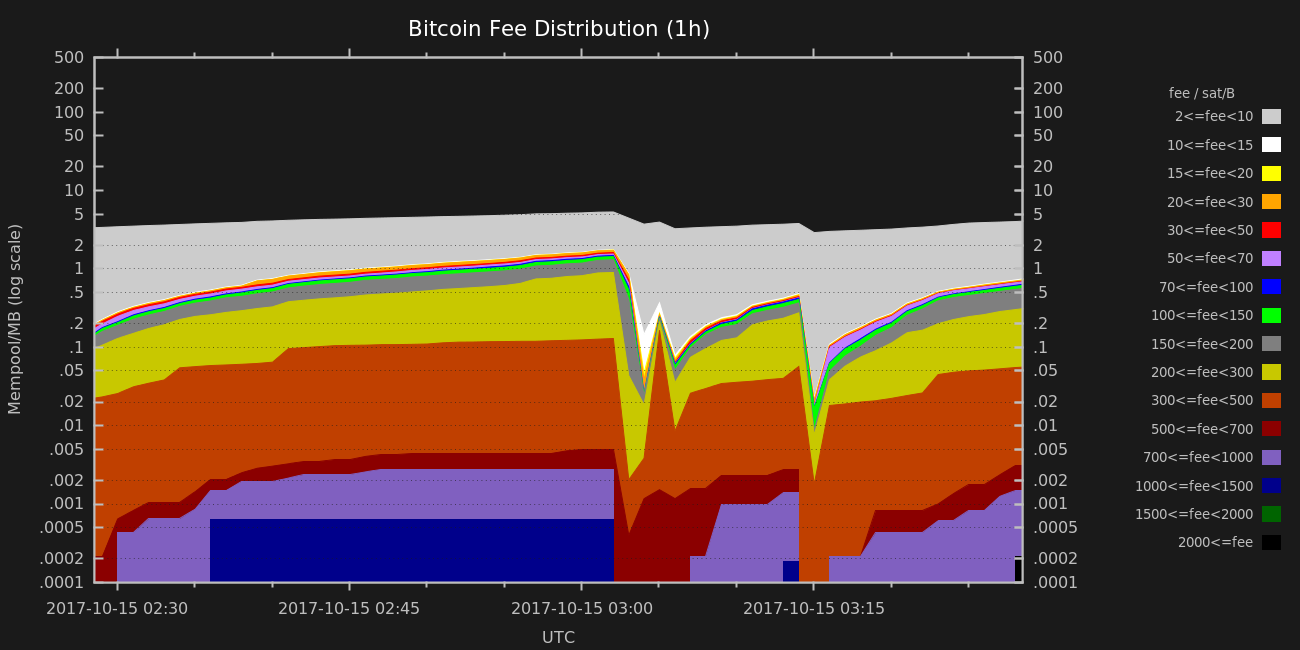 Bitcoin Fee Distribution (1h)
500 500
200 200
100 100
50 50
20 20
10 10
5 5
2 2
1 1
.5 .5
.2 .2
.1 .1
.05 .05
.02 .02
.01 .01
.005 .005
.002 .002
.001 .001
.0005 .0005
.0002 .0002
.0001 .0001
Mempool/MB (log scale)
2017-10-15 02:30 2017-10-15 02:45 2017-10-15 03:00 2017-10-15 03:15
UTC
fee / sat/B
2<=fee<10
10<=fee<15
15<=fee<20
20<=fee<30
30<=fee<50
50<=fee<70
70<=fee<100
100<=fee<150
150<=fee<200
200<=fee<300
300<=fee<500
500<=fee<700
700<=fee<1000
1000<=fee<1500
1500<=fee<2000
2000<=fee